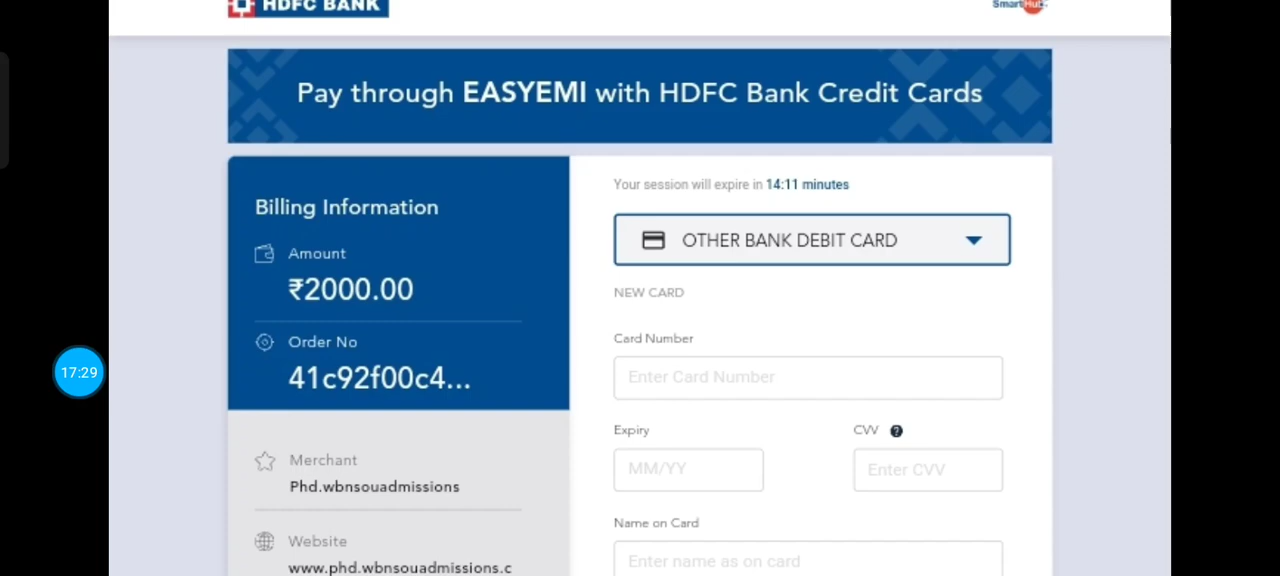 HDFC BANK
SmartHub
Pay through EASYEMI with HDFC Bank Credit Cards
Your session will expire in 14:11 minutes
Billing Information
Amount
₹2000.00
Order No
41c92f00c4...
Merchant
Phd.wbnsouadmissions
Website
www.phd.wbnsouadmissions.c
OTHER BANK DEBIT CARD
NEW CARD
Card Number
Enter Card Number
Expiry
CVV ?
MM/YY
Enter CVV
Name on Card
Enter name as on card
17:29